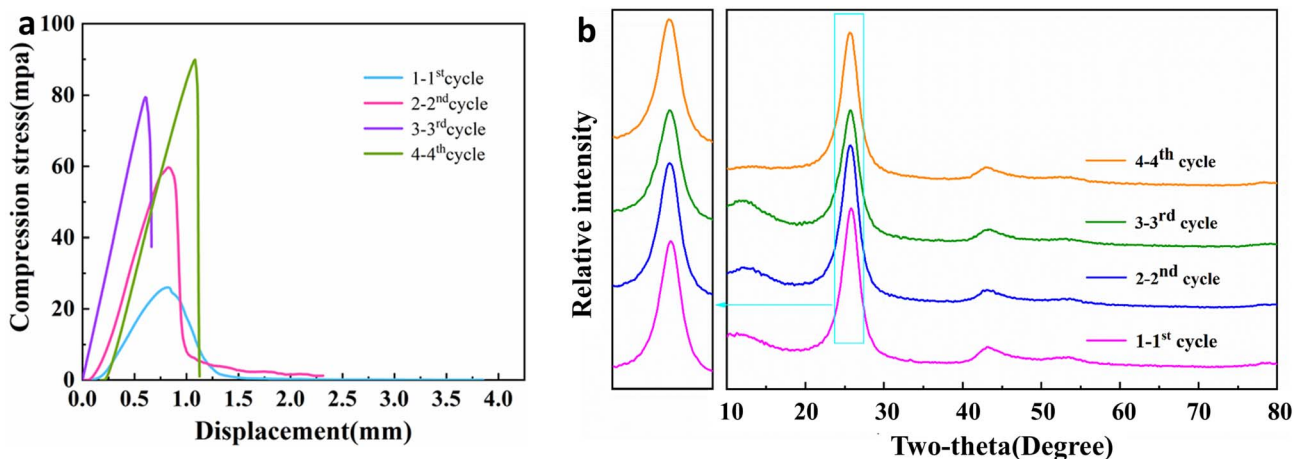 a
Compression stress(mpa)
100
80
60
40
20
0
0.0 0.5 1.0 1.5 2.0 2.5 3.0 3.5 4.0
Displacement(mm)
1-1st cycle
2-2nd cycle
3-3rd cycle
4-4th cycle
b
Relative intensity
4-4th cycle
3-3rd cycle
2-2nd cycle
1-1st cycle
10 20 30 40 50 60 70 80
Two-theta(Degree)